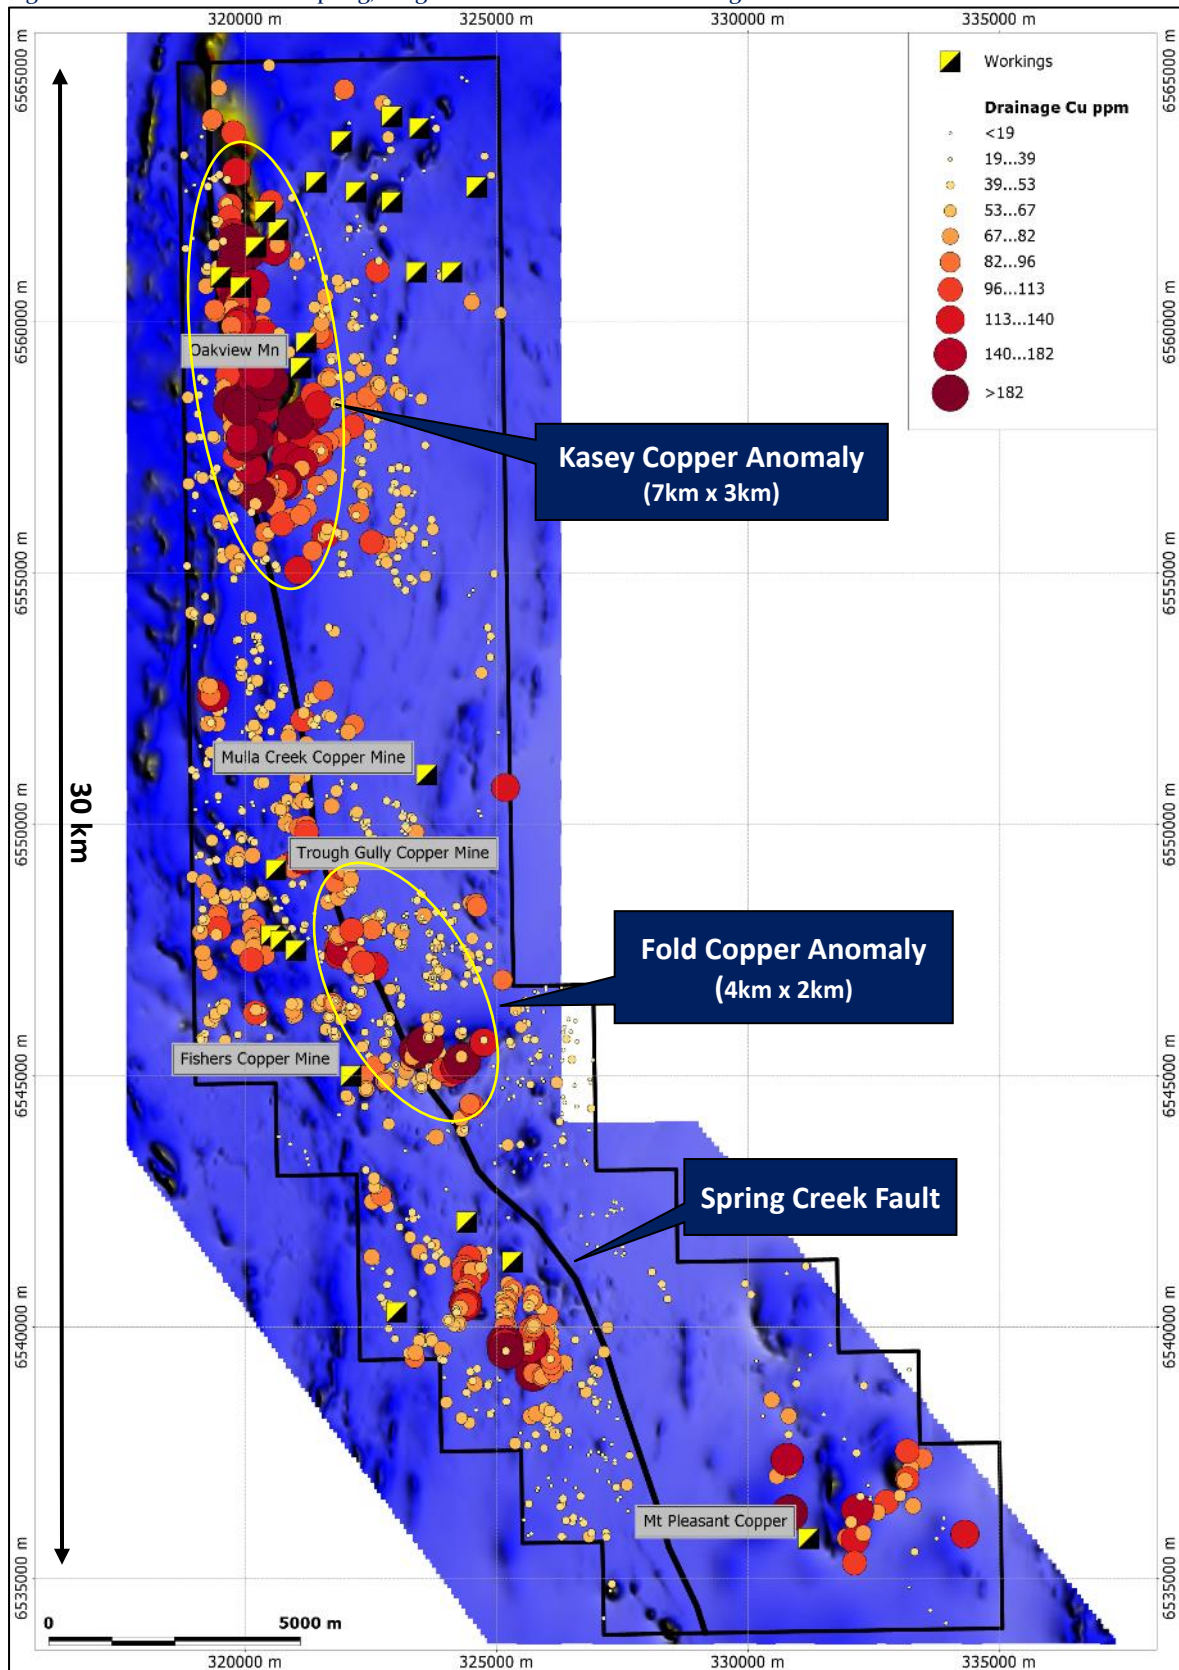 320000 m 325000 m 330000 m 335000 m
6565000 m
6565000 m
Workings
Drainage Cu ppm
<19
19...39
39...53
53...67
67...82
82...96
96...113
113...140
140...182
>182
6560000 m
6560000 m
Oakview Mn
Kasey Copper Anomaly
(7km x 3km)
6555000 m
6555000 m
Mulla Creek Copper Mine
30 km
6550000 m
6550000 m
Trough Gully Copper Mine
Fold Copper Anomaly
(4km x 2km)
Fishers Copper Mine
6545000 m
6545000 m
Spring Creek Fault
6540000 m
6540000 m
Mt Pleasant Copper
6535000 m
6535000 m
0 5000 m
320000 m 325000 m 330000 m 335000 m